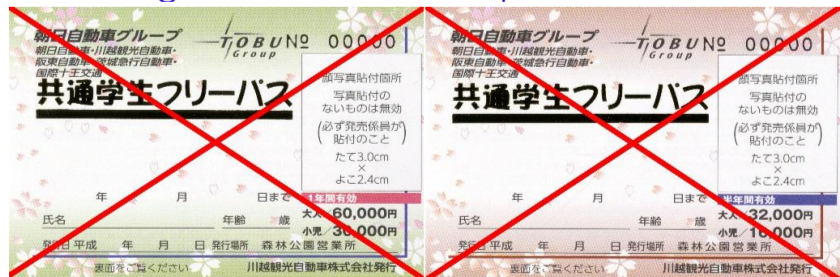 朝日自動車グループ
朝日自動車・川越観光自動車・
阪東自動車・茨城急行自動車・
国際十王交通
TOBU
Group
Nº 00000
共通学生フリーパス
顔写真貼付箇所
写真貼付の
ないものは無効
(必ず発売係員が
貼付のこと)
たて3.0cm
×
よこ2.4cm
年 月 日まで
1年間有効
氏名 年齢 歳
大人 60,000円
小児 30,000円
発行日 平成 年 月 日 発行場所 森林公園営業所
裏面をご覧ください 川越観光自動車株式会社発行
朝日自動車グループ
朝日自動車・川越観光自動車・
阪東自動車・茨城急行自動車・
国際十王交通
TOBU
Group
Nº 00000
共通学生フリーパス
顔写真貼付箇所
写真貼付の
ないものは無効
(必ず発売係員が
貼付のこと)
たて3.0cm
×
よこ2.4cm
年 月 日まで
半年間有効
氏名 年齢 歳
大人 32,000円
小児 16,000円
発行日 平成 年 月 日 発行場所 森林公園営業所
裏面をご覧ください 川越観光自動車株式会社発行